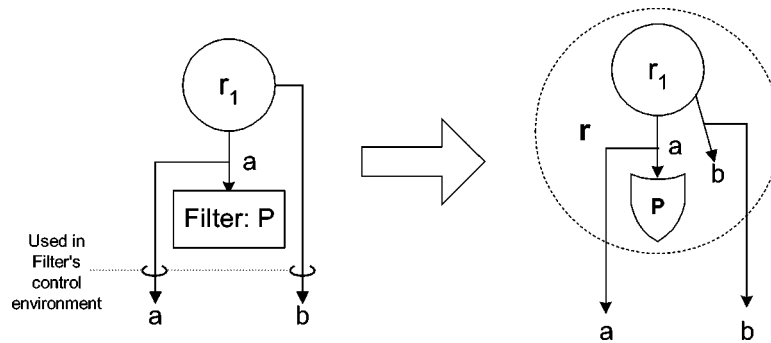 r1
a
Filter: P
Used in
Filter's
control
environment
a
b
r1
r
a
b
P
a
b